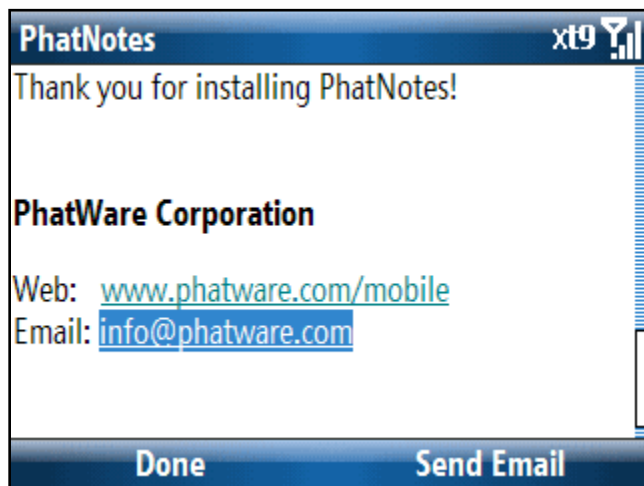 PhatNotes xt9
Thank you for installing PhatNotes!
PhatWare Corporation
Web: www.phatware.com/mobile
Email: info@phatware.com
Done Send Email